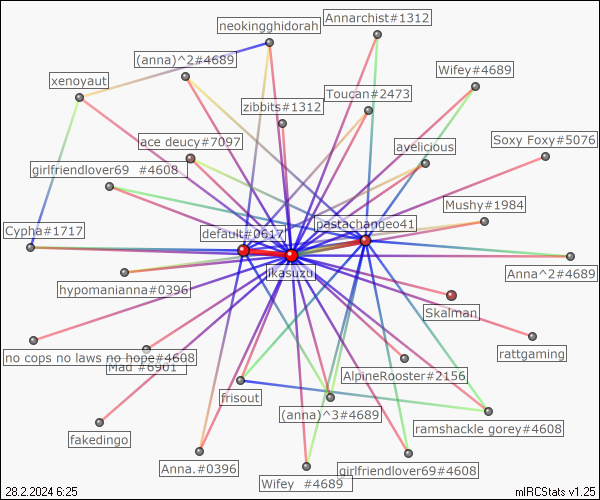 Annarchist#1312
neokingghidorah
(anna)^2#4689
Wifey#4689
xenoyaut
Toucan#2473
zibbits#1312
ace deucy#7097
Soxy Foxy#5076
avelicious
girlfriendlover69 #4608
Mushy#1984
pastachangeo41
Cypha#1717
default#0617
ikasuzu
Anna^2#4689
hypomanianna#0396
Skalman
rattgaming
no cops no laws no hope#4608
Mad #6901
AlpineRooster#2156
frisout
(anna)^3#4689
ramshackle gorey#4608
fakedingo
Anna.#0396
girlfriendlover69#4608
Wifey #4689
28.2.2024 6:25
mIRCStats v1.25